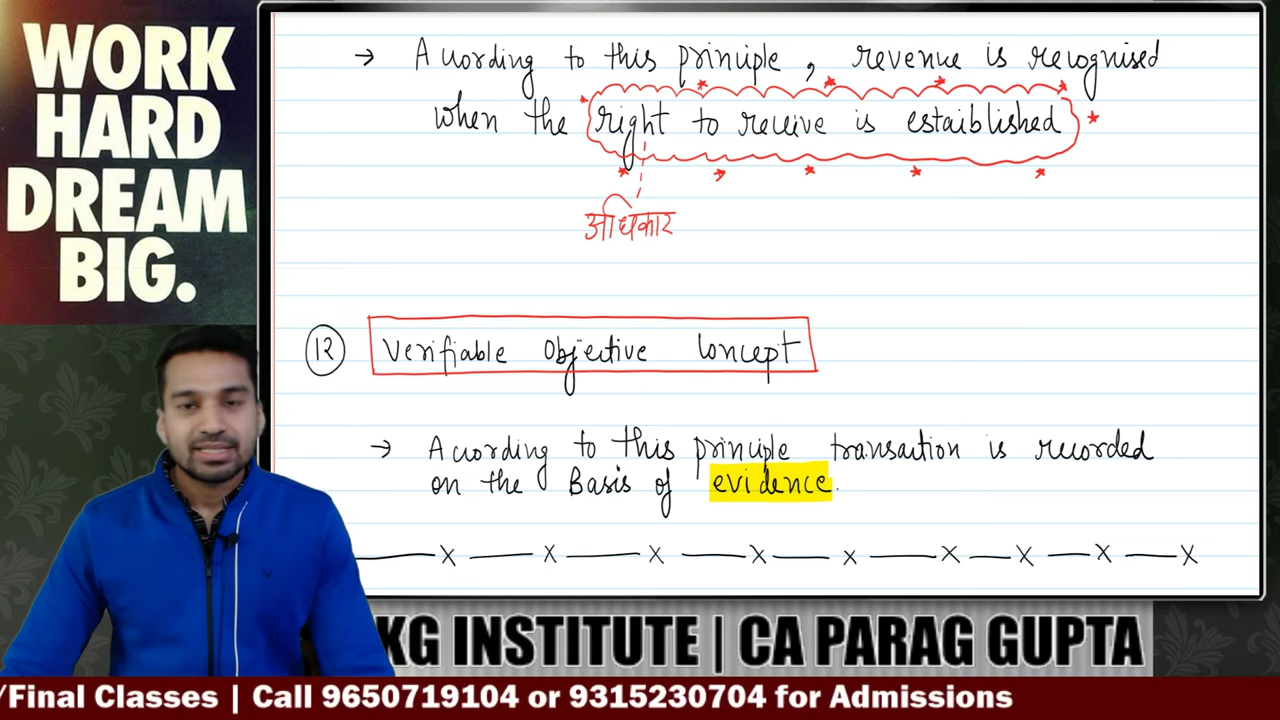 WORK
HARD
DREAM
BIG.
→ According to this principle, revenue is recognised
when the right to receive is estaiblished
अधिकार
12 Verifiable Objective Concept
→ According to this principle transaction is recorded
on the Basis of evidence.
KG INSTITUTE | CA PARAG GUPTA
/Final Classes | Call 9650719104 or 9315230704 for Admissions